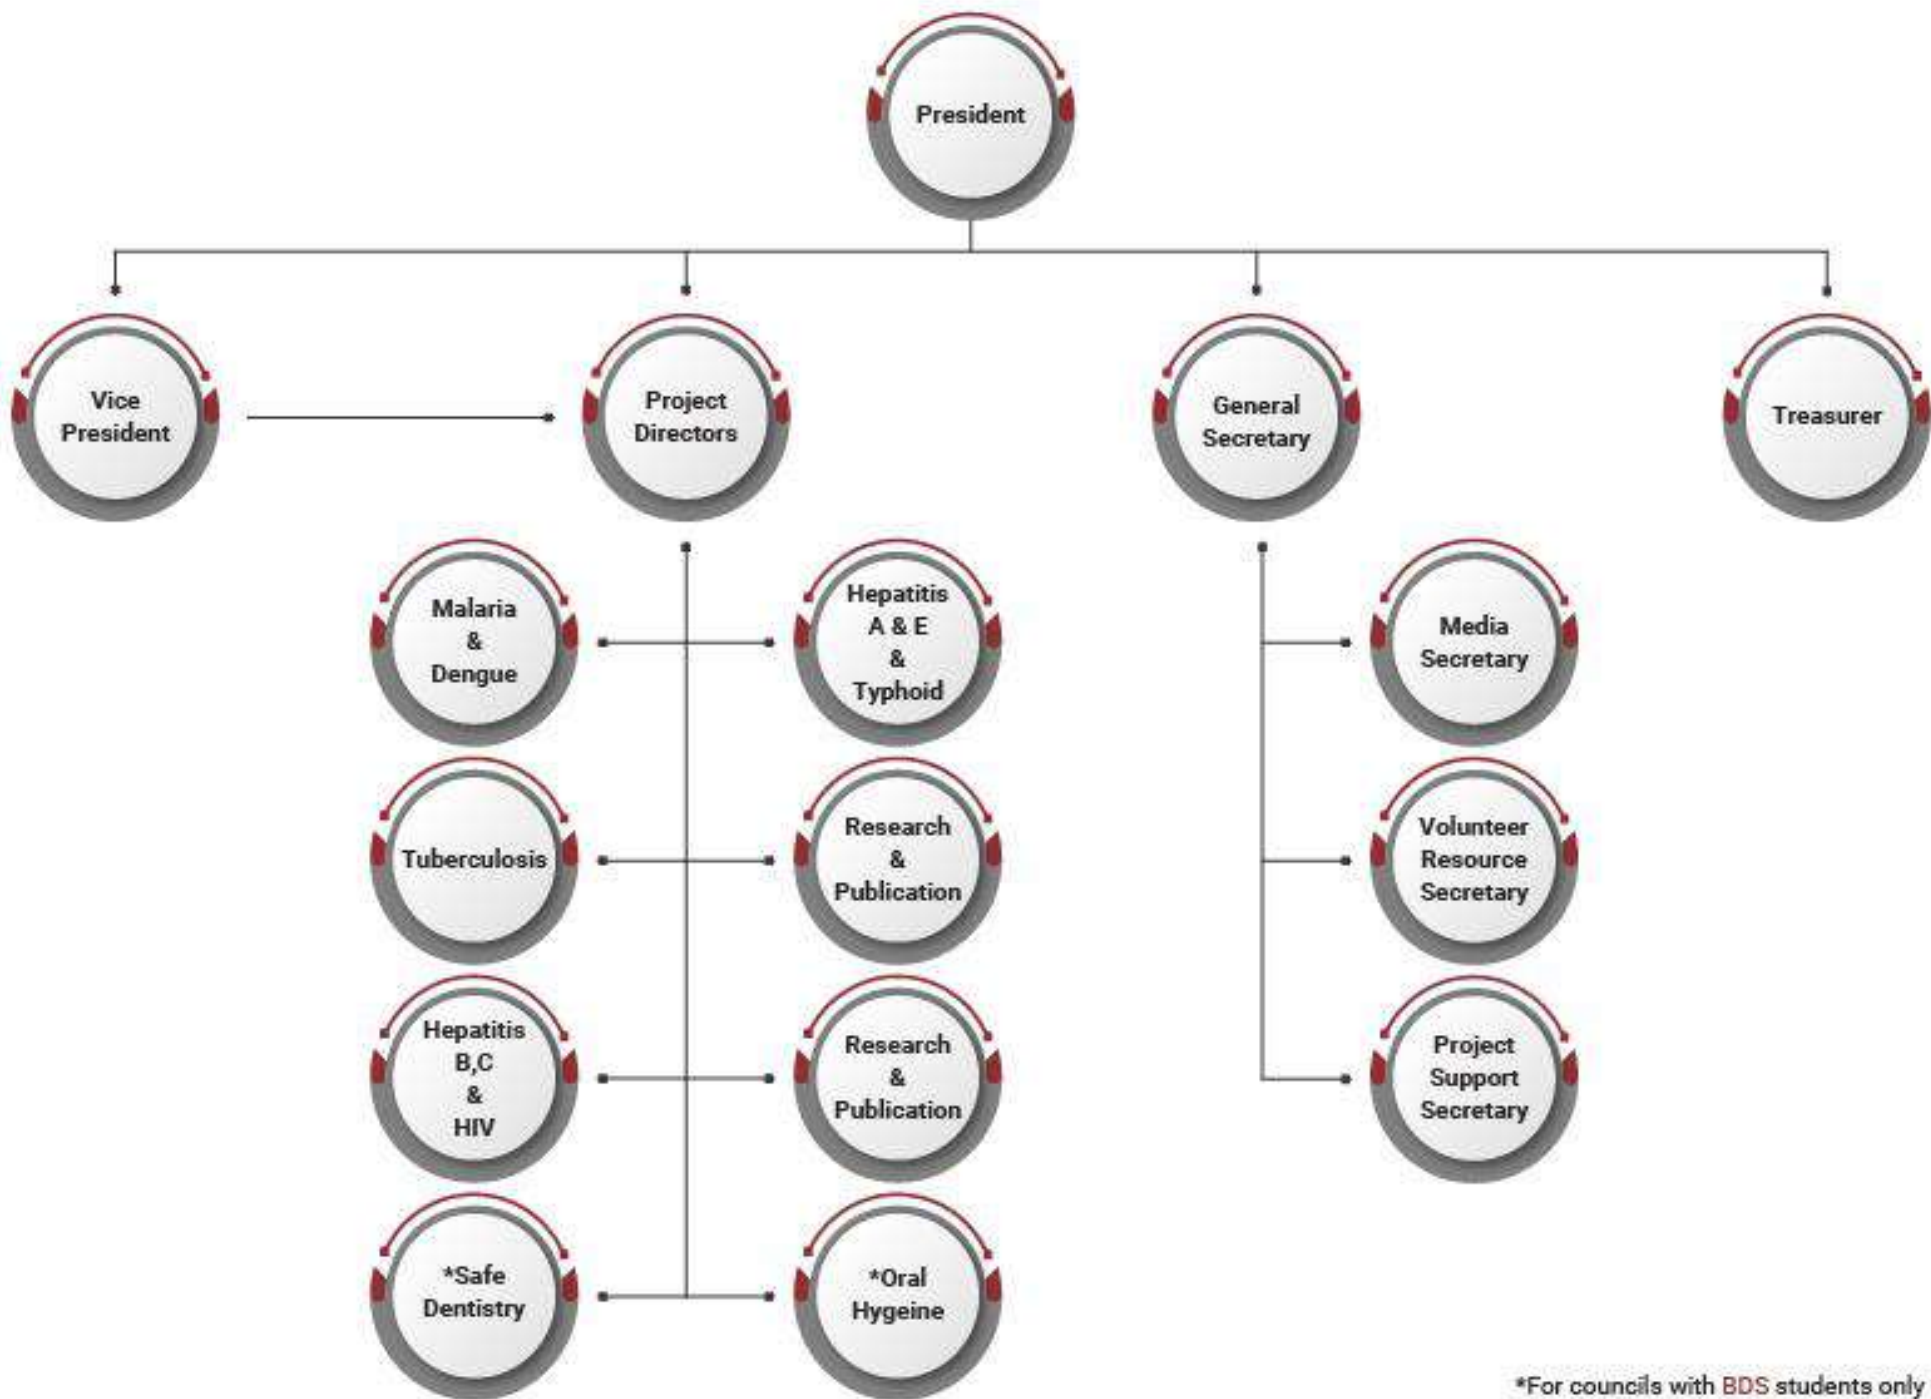 President
Vice
President
Project
Directors
General
Secretary
Treasurer
Malaria
&
Dengue
Hepatitis
A & E
&
Typhoid
Media
Secretary
Tuberculosis
Research
&
Publication
Volunteer
Resource
Secretary
Hepatitis
B,C
&
HIV
Research
&
Publication
Project
Support
Secretary
*Safe
Dentistry
*Oral
Hygeine
*For councils with BDS students only